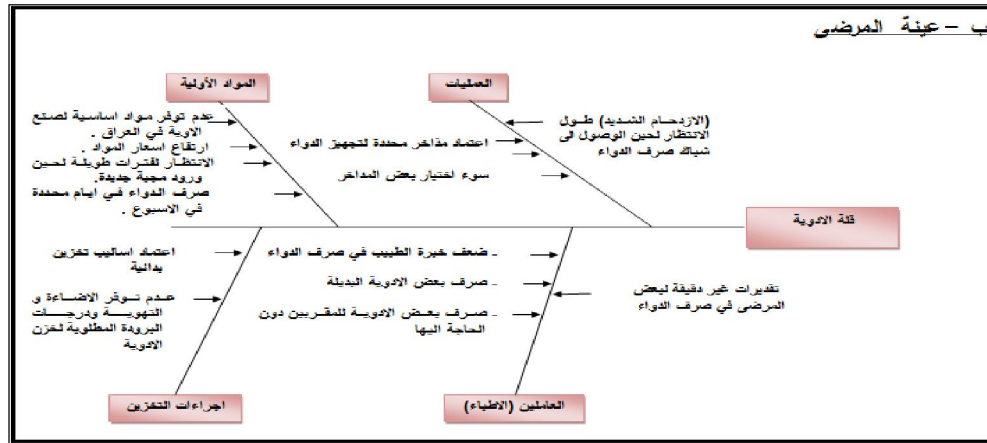 ب – عينة المرضى
المواد الأولية
العمليات
عدم توفر مواد اساسية لصنع
الاوية في العراق .
ارتفاع اسعار المواد .
الانتظار لفترات طويلة لحين
ورود مجبة جديدة.
صرف الدواء في ايام محددة
في الاسبوع .
اعتماد مذاخر محددة لتجهيز الدواء
سوء اختيار بعض المداخر
(الازدحام الشديد) طول
الانتظار لحين الوصول الى
شباك صرف الدواء
قلة الادوية
اعتماد اساليب تخزين
بدائية
عدم توفر الاضاءة و
التهوية ودرجات
البرودة المطلوبة لخزن
الادوية
ـ ضعف خبرة الطبيب في صرف الدواء
ـ صرف بعض الادوية البديلة
ـ صرف بعض الادوية للمقربين دون
الحاجة اليها
تقديرات غير دقيقة لبعض
المرضى في صرف الدواء
اجراءات التخزين
العاملين (الاطباء)